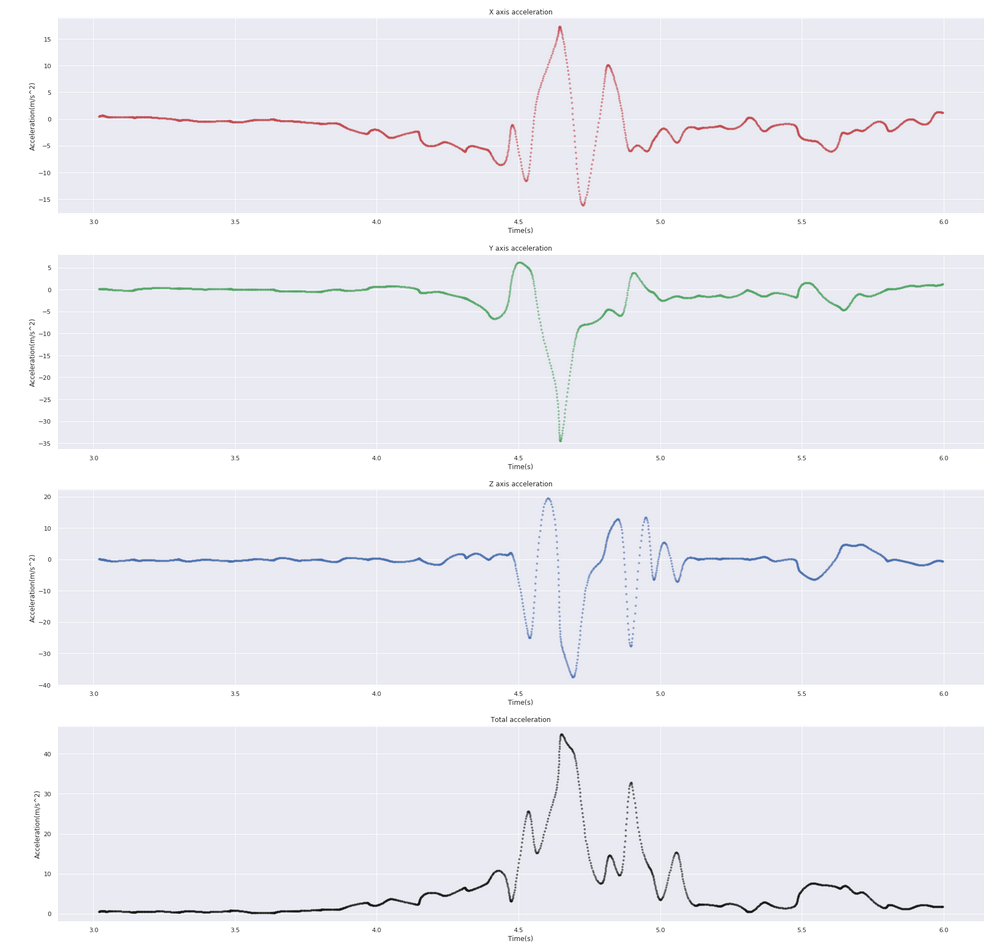 X axis acceleration
Acceleration(m/s^2)
15
10
5
0
−5
−10
−15
3.0 3.5 4.0 4.5 5.0 5.5 6.0
Time(s)
Y axis acceleration
Acceleration(m/s^2)
5
0
−5
−10
−15
−20
−25
−30
−35
3.0 3.5 4.0 4.5 5.0 5.5 6.0
Time(s)
Z axis acceleration
Acceleration(m/s^2)
20
10
0
−10
−20
−30
−40
3.0 3.5 4.0 4.5 5.0 5.5 6.0
Time(s)
Total acceleration
Acceleration(m/s^2)
40
30
20
10
0
3.0 3.5 4.0 4.5 5.0 5.5 6.0
Time(s)